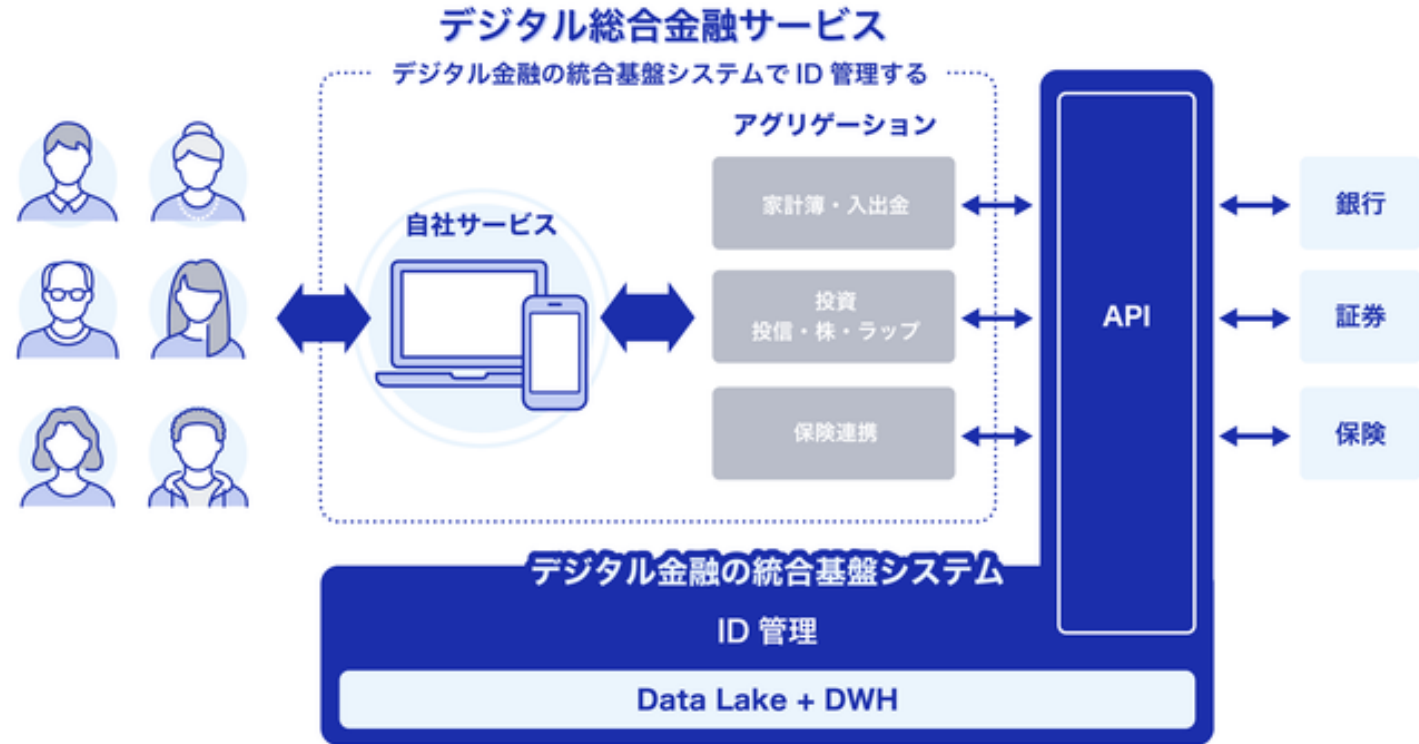 デジタル総合金融サービス
デジタル金融の統合基盤システムで ID 管理する
アグリゲーション
自社サービス
家計簿・入出金
投資
投信・株・ラップ
保険連携
API
銀行
証券
保険
デジタル金融の統合基盤システム
ID 管理
Data Lake + DWH